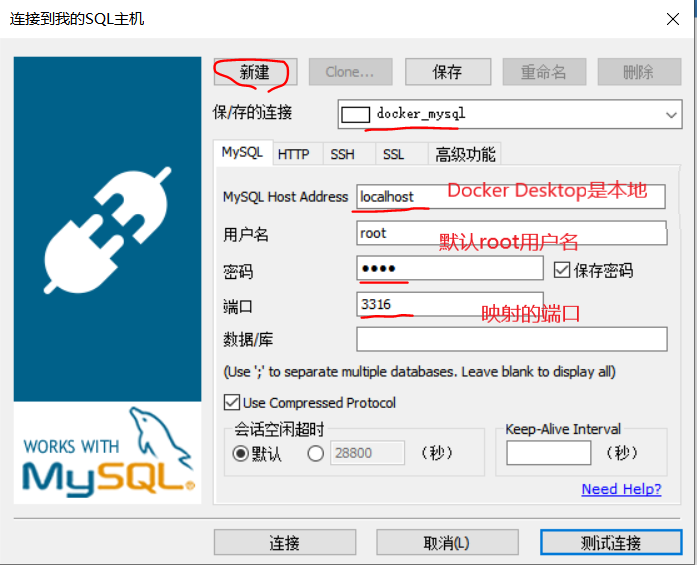 连接到我的SQL主机
新建 Clone... 保存 重命名 删除
保/存的连接 docker_mysql
MySQL HTTP SSH SSL 高级功能
MySQL Host Address localhost Docker Desktop是本地
用户名 root 默认root用户名
密码 ●●●● 保存密码
端口 3316 映射的端口
数据/库
(Use ';' to separate multiple databases. Leave blank to display all)
Use Compressed Protocol
会话空闲超时 Keep-Alive Interval
默认 28800 (秒) (秒)
Need Help?
WORKS WITH
MySQL®
连接 取消(L) 测试连接